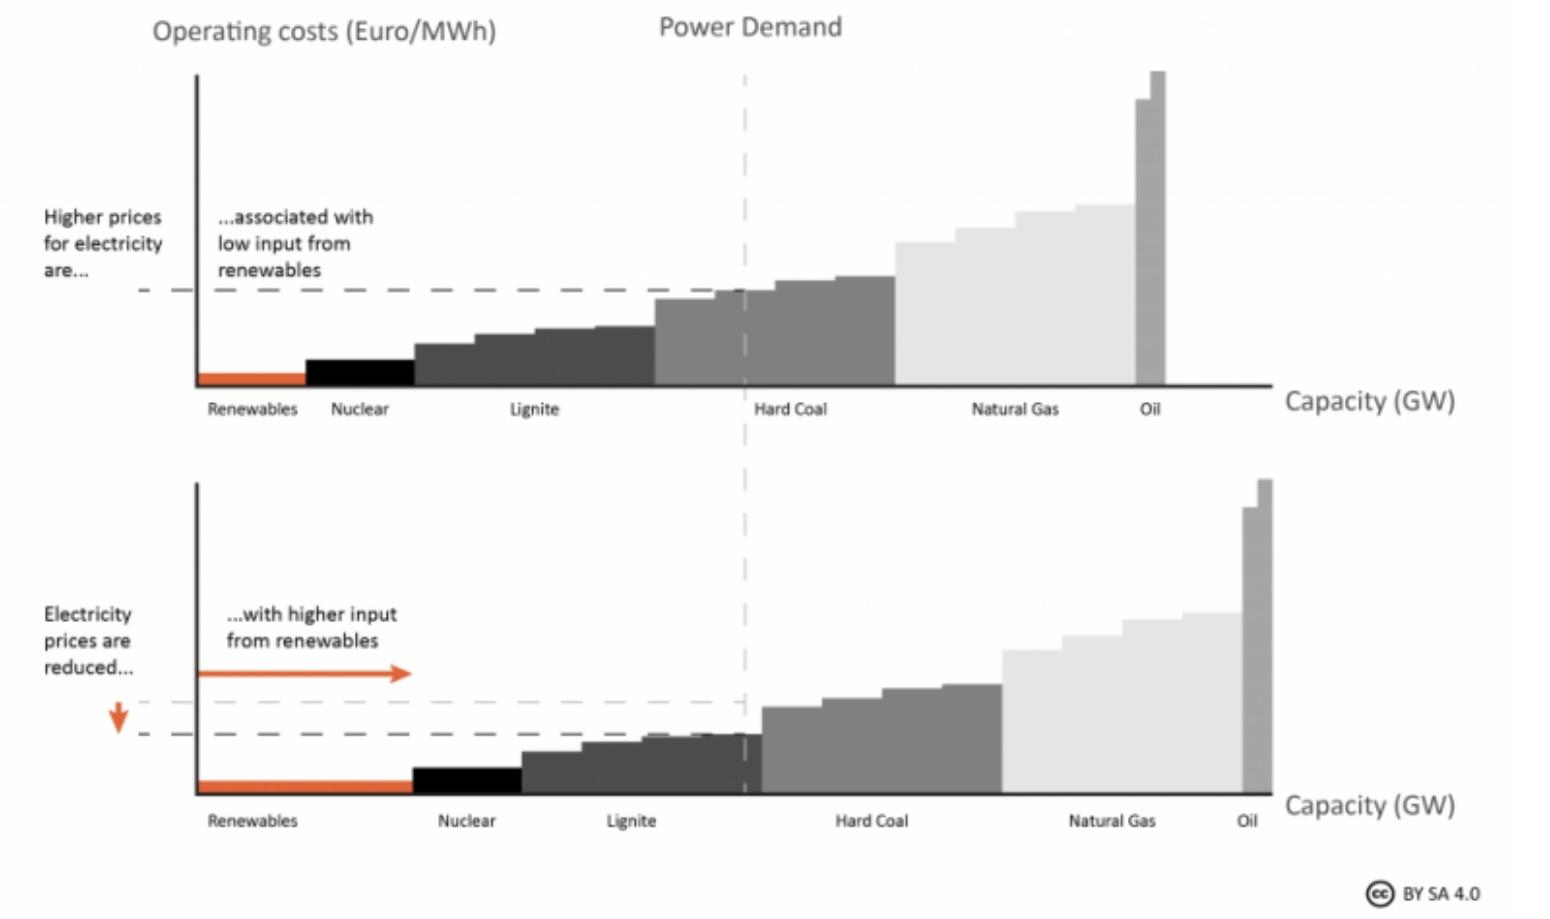 Operating costs (Euro/MWh)
Power Demand
Higher prices
for electricity
are...
...associated with
low input from
renewables
Renewables
Nuclear
Lignite
Hard Coal
Natural Gas
Oil
Capacity (GW)
Electricity
prices are
reduced...
...with higher input
from renewables
Renewables
Nuclear
Lignite
Hard Coal
Natural Gas
Oil
Capacity (GW)
cc BY SA 4.0